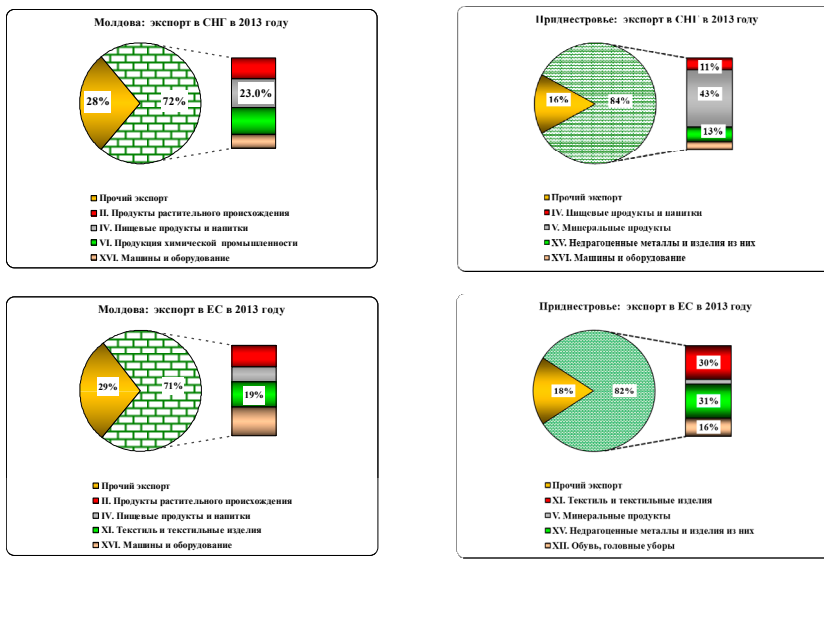 Молдова: экспорт в СНГ в 2013 году
28%
72%
23.0%
Прочий экспорт
II. Продукты растительного происхождения
IV. Пищевые продукты и напитки
VI. Продукция химической промышленности
XVI. Машины и оборудование
Приднестровье: экспорт в СНГ в 2013 году
16%
84%
11%
43%
13%
Прочий экспорт
IV. Пищевые продукты и напитки
V. Минеральные продукты
XV. Недрагоценные металлы и изделия из них
XVI. Машины и оборудование
Молдова: экспорт в ЕС в 2013 году
29%
71%
19%
Прочий экспорт
II. Продукты растительного происхождения
IV. Пищевые продукты и напитки
XI. Текстиль и текстильные изделия
XVI. Машины и оборудование
Приднестровье: экспорт в ЕС в 2013 году
18%
82%
30%
31%
16%
Прочий экспорт
XI. Текстиль и текстильные изделия
V. Минеральные продукты
XV. Недрагоценные металлы и изделия из них
XII. Обувь, головные уборы